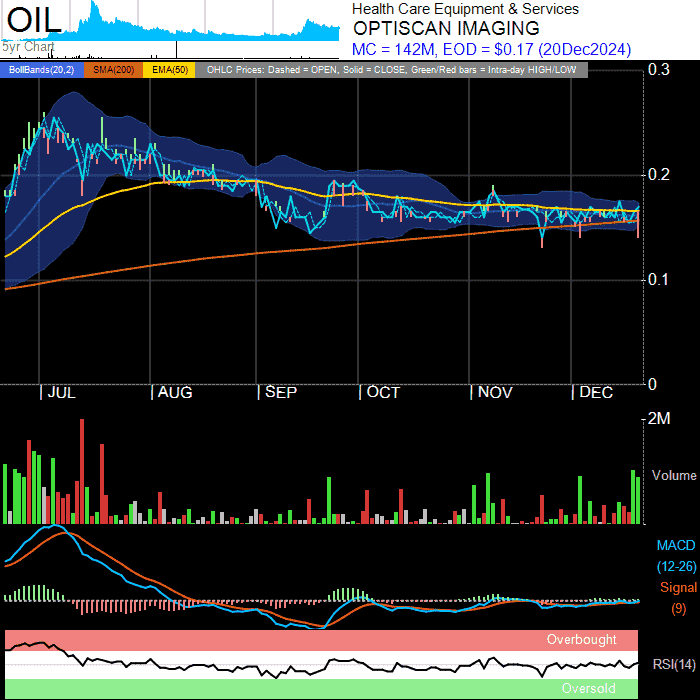 OIL
5yr Chart
Health Care Equipment & Services
OPTISCAN IMAGING
MC = 142M, EOD = $0.17 (20Dec2024)
BollBands(20,2) SMA(200) EMA(50) OHLC Prices: Dashed = OPEN, Solid = CLOSE, Green/Red bars = Intra-day HIGH/LOW
0.3
0.2
0.1
0
| JUL | AUG | SEP | OCT | NOV | DEC
2M
Volume
MACD
(12-26)
Signal
(9)
Overbought
RSI(14)
Oversold